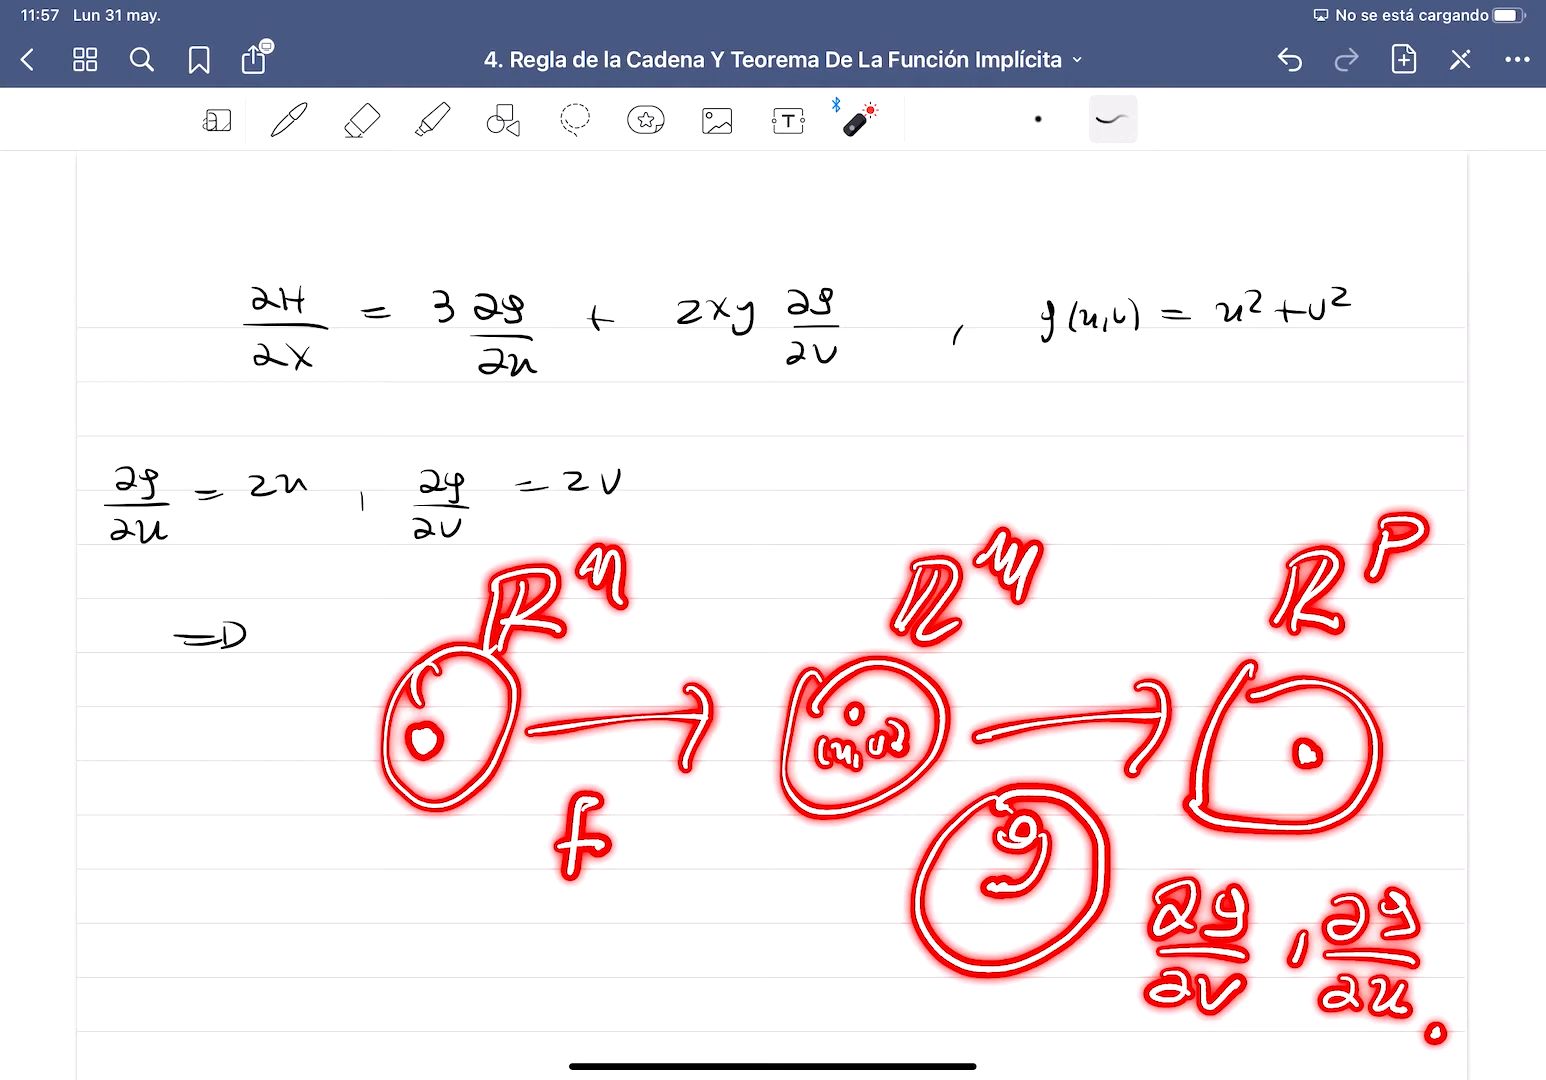 11:57 Lun 31 may. No se está cargando
4. Regla de la Cadena Y Teorema De La Función Implícita
T
∂H/∂x = 3 ∂g/∂u + 2xy ∂g/∂v , g(u,v) = u² + v²
∂g/∂u = 2u , ∂g/∂v = 2v
ℝⁿ ℝᵐ ℝᵖ
⇒
(u,v)
f g
∂g/∂v , ∂g/∂u